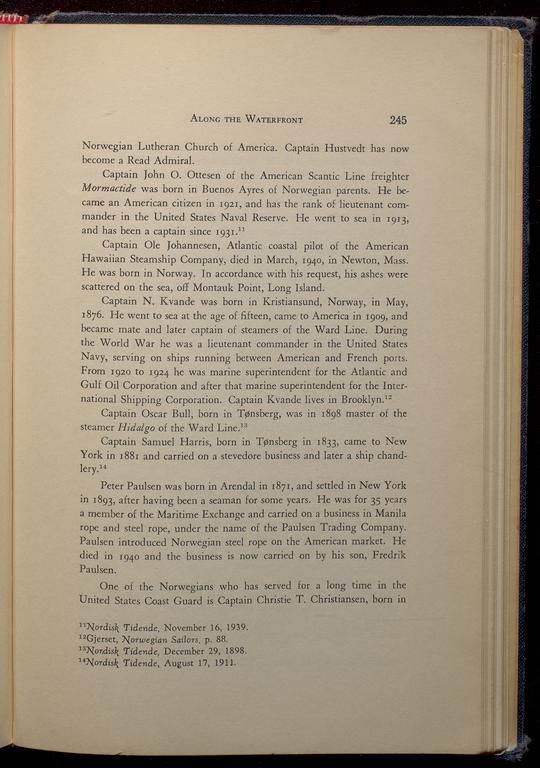 ALONG THE WATERFRONT 245
Norwegian Lutheran Church of America. Captain Hustvedt has now
become a Read Admiral.
Captain John O. Ottesen of the American Scantic Line freighter
Mormactide was born in Buenos Ayres of Norwegian parents. He be-
came an American citizen in 1921, and has the rank of lieutenant com-
mander in the United States Naval Reserve. He went to sea in 1913,
and has been a captain since 1931.¹¹
Captain Ole Johannesen, Atlantic coastal pilot of the American
Hawaiian Steamship Company, died in March, 1940, in Newton, Mass.
He was born in Norway. In accordance with his request, his ashes were
scattered on the sea, off Montauk Point, Long Island.
Captain N. Kvande was born in Kristiansund, Norway, in May,
1876. He went to sea at the age of fifteen, came to America in 1909, and
became mate and later captain of steamers of the Ward Line. During
the World War he was a lieutenant commander in the United States
Navy, serving on ships running between American and French ports.
From 1920 to 1924 he was marine superintendent for the Atlantic and
Gulf Oil Corporation and after that marine superintendent for the Inter-
national Shipping Corporation. Captain Kvande lives in Brooklyn.¹²
Captain Oscar Bull, born in Tønsberg, was in 1898 master of the
steamer Hidalgo of the Ward Line.¹³
Captain Samuel Harris, born in Tønsberg in 1833, came to New
York in 1881 and carried on a stevedore business and later a ship chand-
lery.¹⁴
Peter Paulsen was born in Arendal in 1871, and settled in New York
in 1893, after having been a seaman for some years. He was for 35 years
a member of the Maritime Exchange and carried on a business in Manila
rope and steel rope, under the name of the Paulsen Trading Company.
Paulsen introduced Norwegian steel rope on the American market. He
died in 1940 and the business is now carried on by his son, Fredrik
Paulsen.
One of the Norwegians who has served for a long time in the
United States Coast Guard is Captain Christie T. Christiansen, born in
¹¹Nordisk Tidende, November 16, 1939.
¹²Gjerset, Norwegian Sailors, p. 88.
¹³Nordisk Tidende, December 29, 1898.
¹⁴Nordisk Tidende, August 17, 1911.